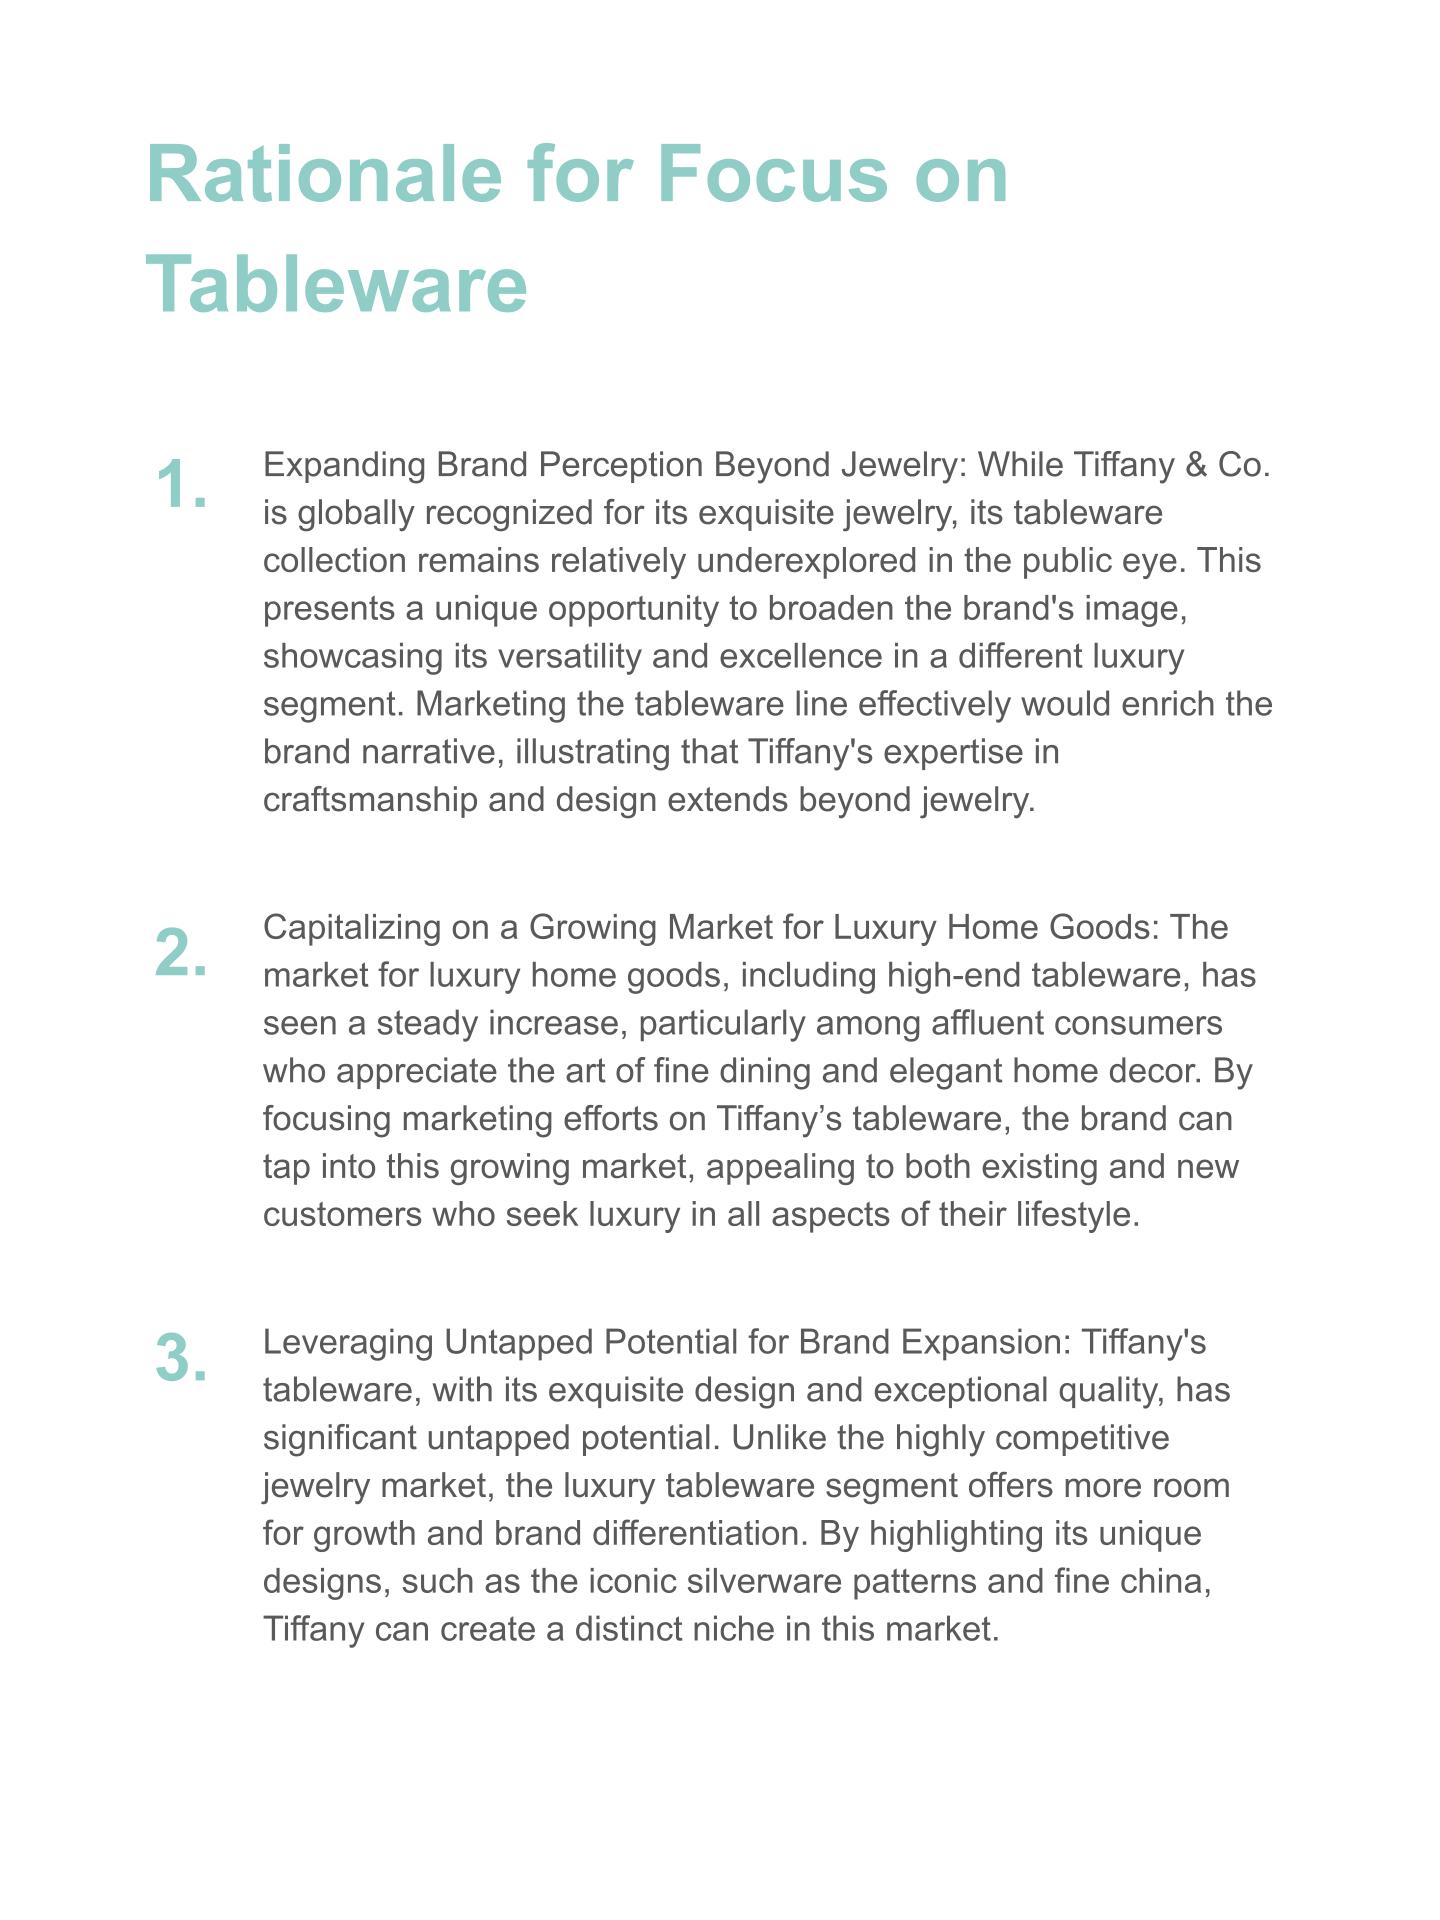 Rationale for Focus on
Tableware
1.
Expanding Brand Perception Beyond Jewelry: While Tiffany & Co.
is globally recognized for its exquisite jewelry, its tableware
collection remains relatively underexplored in the public eye. This
presents a unique opportunity to broaden the brand's image,
showcasing its versatility and excellence in a different luxury
segment. Marketing the tableware line effectively would enrich the
brand narrative, illustrating that Tiffany's expertise in
craftsmanship and design extends beyond jewelry.
2.
Capitalizing on a Growing Market for Luxury Home Goods: The
market for luxury home goods, including high-end tableware, has
seen a steady increase, particularly among affluent consumers
who appreciate the art of fine dining and elegant home decor. By
focusing marketing efforts on Tiffany’s tableware, the brand can
tap into this growing market, appealing to both existing and new
customers who seek luxury in all aspects of their lifestyle.
3.
Leveraging Untapped Potential for Brand Expansion: Tiffany's
tableware, with its exquisite design and exceptional quality, has
significant untapped potential. Unlike the highly competitive
jewelry market, the luxury tableware segment offers more room
for growth and brand differentiation. By highlighting its unique
designs, such as the iconic silverware patterns and fine china,
Tiffany can create a distinct niche in this market.